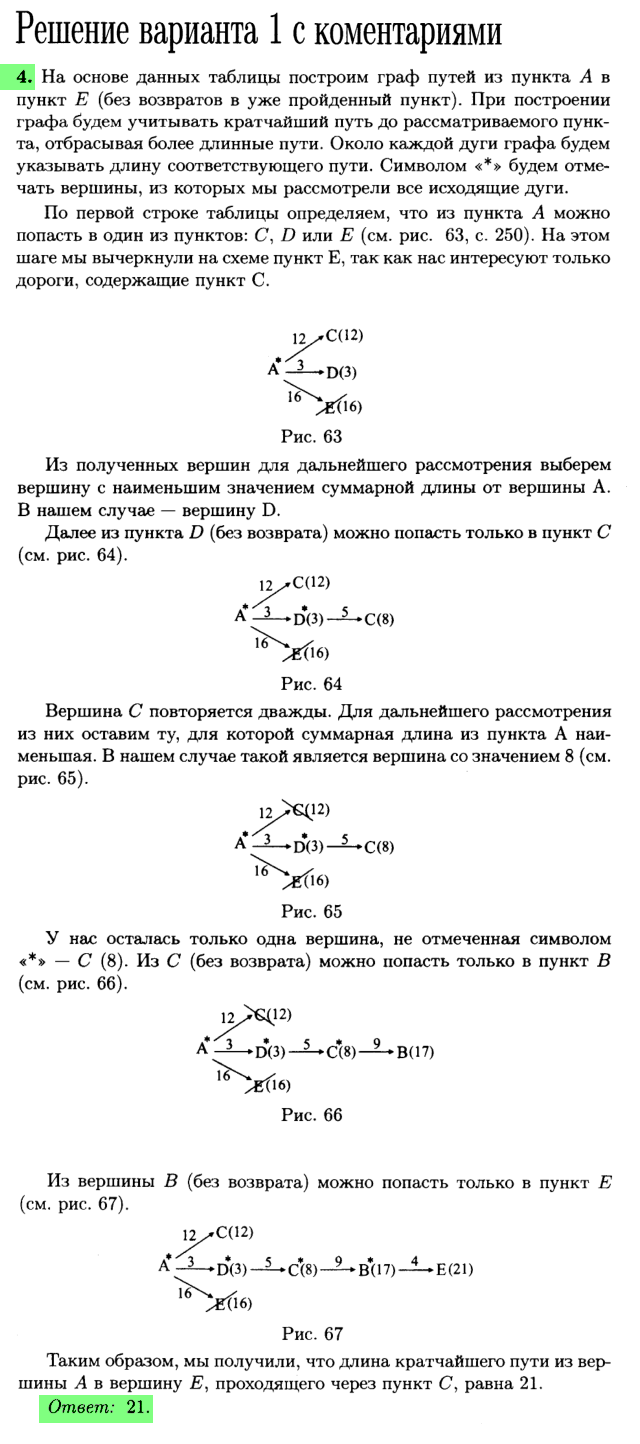 Решение варианта 1 с коментариями
4. На основе данных таблицы построим граф путей из пункта A в
пункт E (без возвратов в уже пройденный пункт). При построении
графа будем учитывать кратчайший путь до рассматриваемого пунк-
та, отбрасывая более длинные пути. Около каждой дуги графа будем
указывать длину соответствующего пути. Символом «*» будем отме-
чать вершины, из которых мы рассмотрели все исходящие дуги.
По первой строке таблицы определяем, что из пункта A можно
попасть в один из пунктов: C, D или E (см. рис. 63, с. 250). На этом
шаге мы вычеркнули на схеме пункт E, так как нас интересуют только
дороги, содержащие пункт C.
12 C(12)
A* 3 D(3)
16 E(16)
Рис. 63
Из полученных вершин для дальнейшего рассмотрения выберем
вершину с наименьшим значением суммарной длины от вершины A.
В нашем случае — вершину D.
Далее из пункта D (без возврата) можно попасть только в пункт C
(см. рис. 64).
12 C(12)
A* 3 D*(3) 5 C(8)
16 E(16)
Рис. 64
Вершина C повторяется дважды. Для дальнейшего рассмотрения
из них оставим ту, для которой суммарная длина из пункта A наи-
меньшая. В нашем случае такой является вершина со значением 8 (см.
рис. 65).
12 C(12)
A* 3 D*(3) 5 C(8)
16 E(16)
Рис. 65
У нас осталась только одна вершина, не отмеченная символом
«*» — C (8). Из C (без возврата) можно попасть только в пункт B
(см. рис. 66).
12 C(12)
A* 3 D*(3) 5 C*(8) 9 B(17)
16 E(16)
Рис. 66
Из вершины B (без возврата) можно попасть только в пункт E
(см. рис. 67).
12 C(12)
A* 3 D*(3) 5 C*(8) 9 B*(17) 4 E(21)
16 E(16)
Рис. 67
Таким образом, мы получили, что длина кратчайшего пути из вер-
шины A в вершину E, проходящего через пункт C, равна 21.
Ответ: 21.